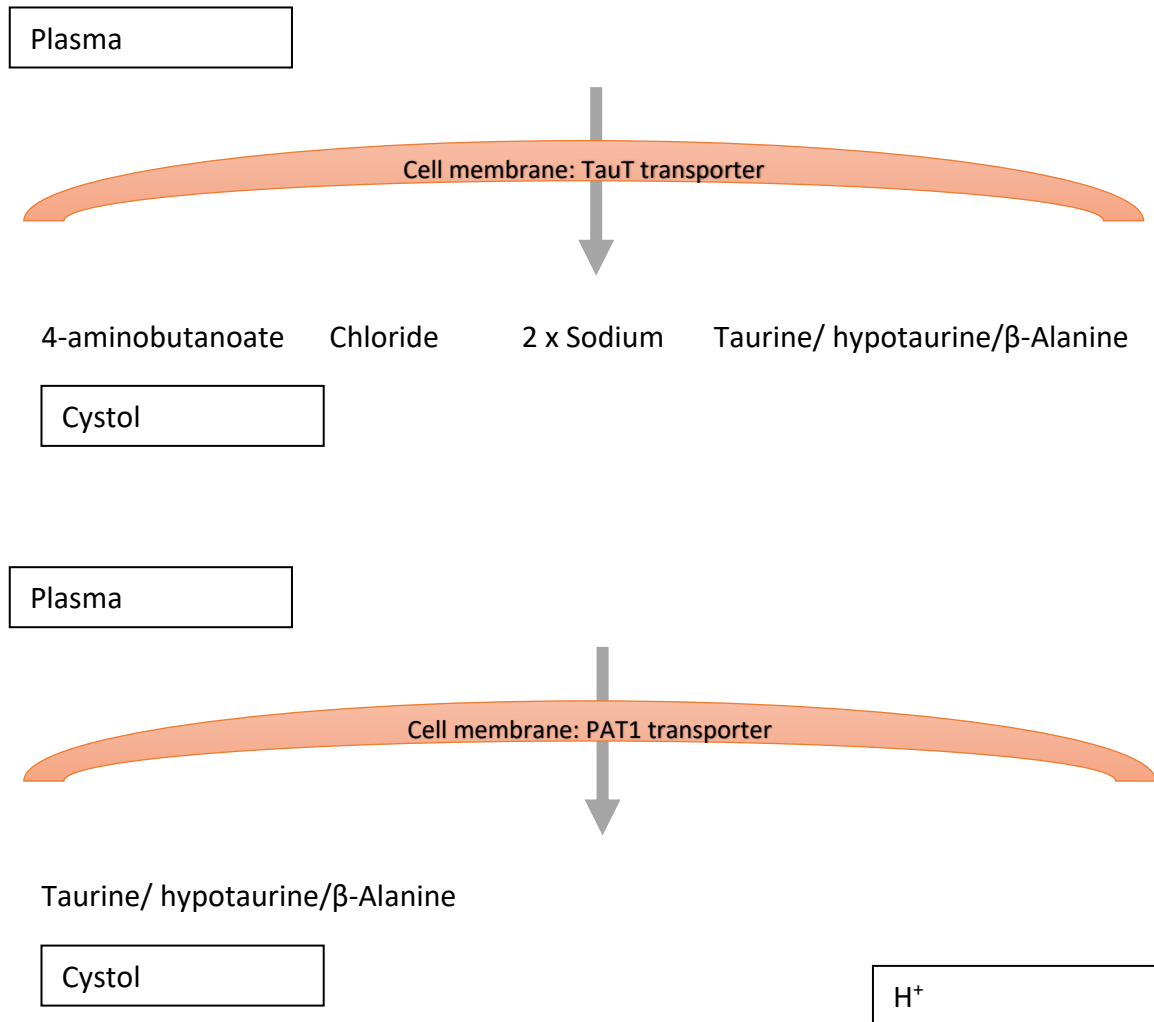 Plasma
Cell membrane: TauT transporter
4-aminobutanoate Chloride 2 x Sodium Taurine/ hypotaurine/β-Alanine
Cystol
Plasma
Cell membrane: PAT1 transporter
Taurine/ hypotaurine/β-Alanine
Cystol
H⁺